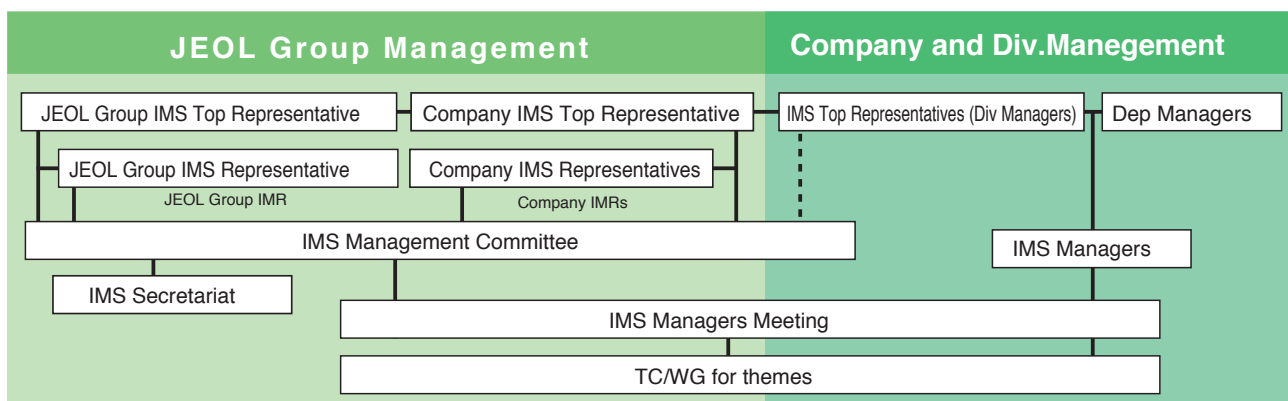 JEOL Group Management
Company and Div.Manegement
JEOL Group IMS Top Representative
Company IMS Top Representative
IMS Top Representatives (Div Managers)
Dep Managers
JEOL Group IMS Representative
Company IMS Representatives
JEOL Group IMR
Company IMRs
IMS Management Committee
IMS Managers
IMS Secretariat
IMS Managers Meeting
TC/WG for themes